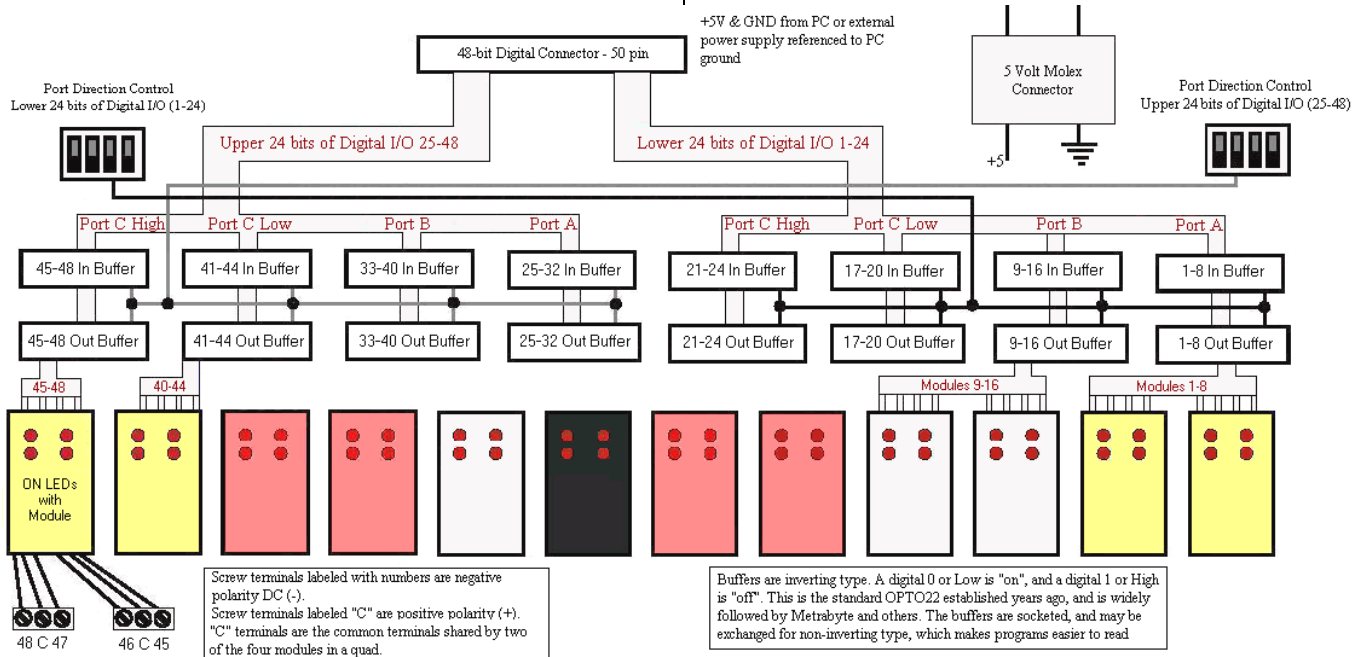 +5V & GND from PC or external
power supply referenced to PC
ground
48-bit Digital Connector - 50 pin
5 Volt Molex
Connector
+5
Port Direction Control
Lower 24 bits of Digital I/O (1-24)
Port Direction Control
Upper 24 bits of Digital I/O (25-48)
Upper 24 bits of Digital I/O 25-48
Lower 24 bits of Digital I/O 1-24
Port C High
Port C Low
Port B
Port A
Port C High
Port C Low
Port B
Port A
45-48 In Buffer
41-44 In Buffer
33-40 In Buffer
25-32 In Buffer
21-24 In Buffer
17-20 In Buffer
9-16 In Buffer
1-8 In Buffer
45-48 Out Buffer
41-44 Out Buffer
33-40 Out Buffer
25-32 Out Buffer
21-24 Out Buffer
17-20 Out Buffer
9-16 Out Buffer
1-8 Out Buffer
45-48
40-44
Modules 9-16
Modules 1-8
ON LEDs
with
Module
48 C 47
46 C 45
Screw terminals labeled with numbers are negative
polarity DC (-).
Screw terminals labeled "C" are positive polarity (+).
"C" terminals are the common terminals shared by two
of the four modules in a quad.
Buffers are inverting type. A digital 0 or Low is "on", and a digital 1 or High
is "off". This is the standard OPTO22 established years ago, and is widely
followed by Metrabyte and others. The buffers are socketed, and may be
exchanged for non-inverting type, which makes programs easier to read